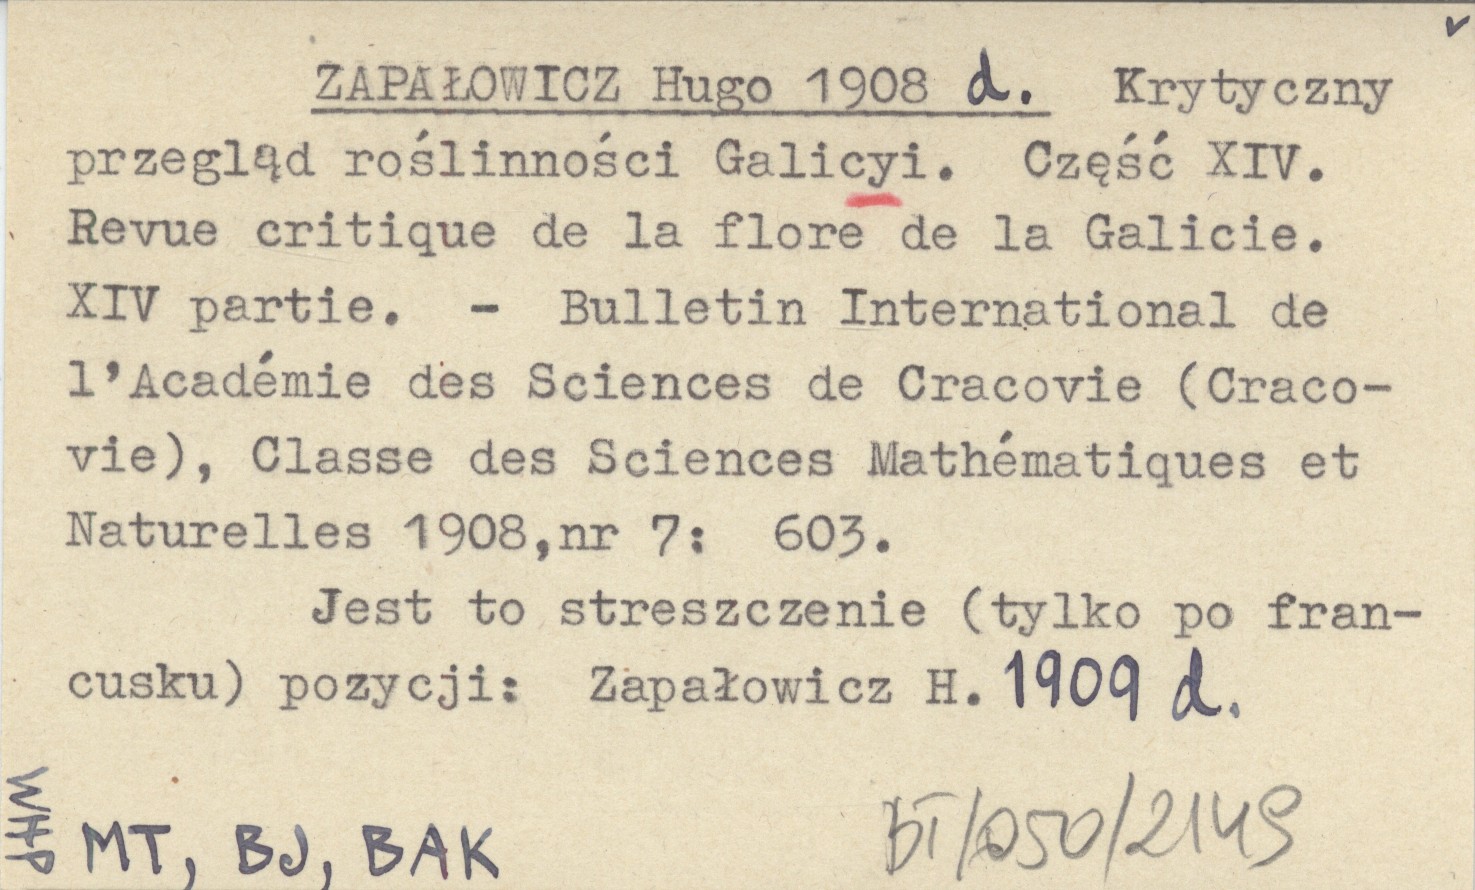 ZAPAŁOWICZ Hugo 1908 d. Krytyczny
przegląd roślinności Galicyi. Część XIV.
Revue critique de la flore de la Galicie.
XIV partie. - Bulletin International de
l'Académie des Sciences de Cracovie (Craco-
vie), Classe des Sciences Mathématiques et
Naturelles 1908,nr 7: 603.
Jest to streszczenie (tylko po fran-
cusku) pozycji: Zapałowicz H. 1909 d.
MT, BJ, BAK